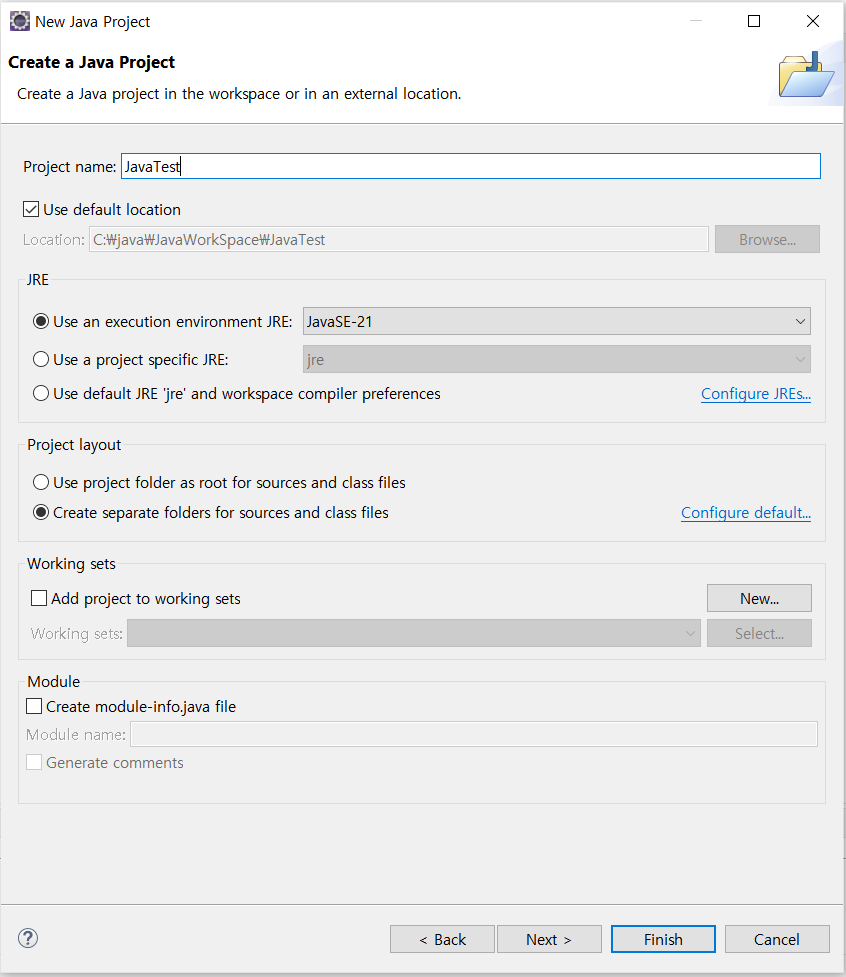 New Java Project
Create a Java Project
Create a Java project in the workspace or in an external location.
Project name: JavaTest
Use default location
Location: C:₩java₩JavaWorkSpace₩JavaTest Browse...
JRE
Use an execution environment JRE: JavaSE-21
Use a project specific JRE: jre
Use default JRE 'jre' and workspace compiler preferences Configure JREs...
Project layout
Use project folder as root for sources and class files
Create separate folders for sources and class files Configure default...
Working sets
Add project to working sets New...
Working sets: Select...
Module
Create module-info.java file
Module name:
Generate comments
? < Back Next > Finish Cancel